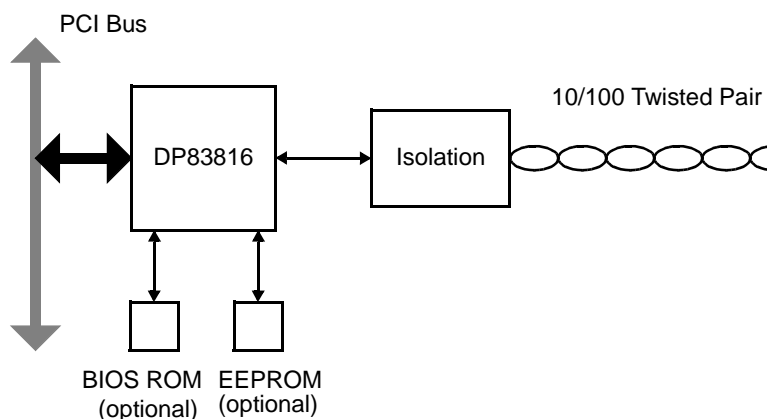 PCI Bus
10/100 Twisted Pair
DP83816
Isolation
BIOS ROM
(optional)
EEPROM
(optional)